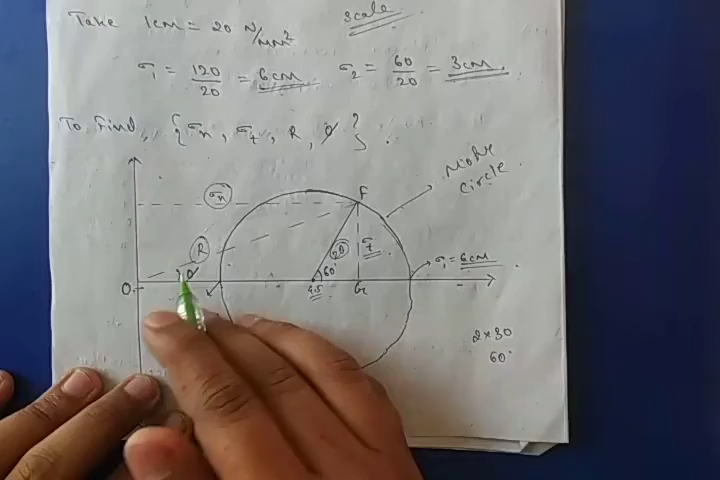 Take 1cm = 20 N/mm² Scale
σ₁ = 120/20 = 6cm σ₂ = 60/20 = 3cm
To Find, { σn, σt, R, ϕ }.
Mohr circle
σn
F
R
2θ
σt
60°
σ₁ = 6cm
ϕ
O
4.5
G
2×30
60°